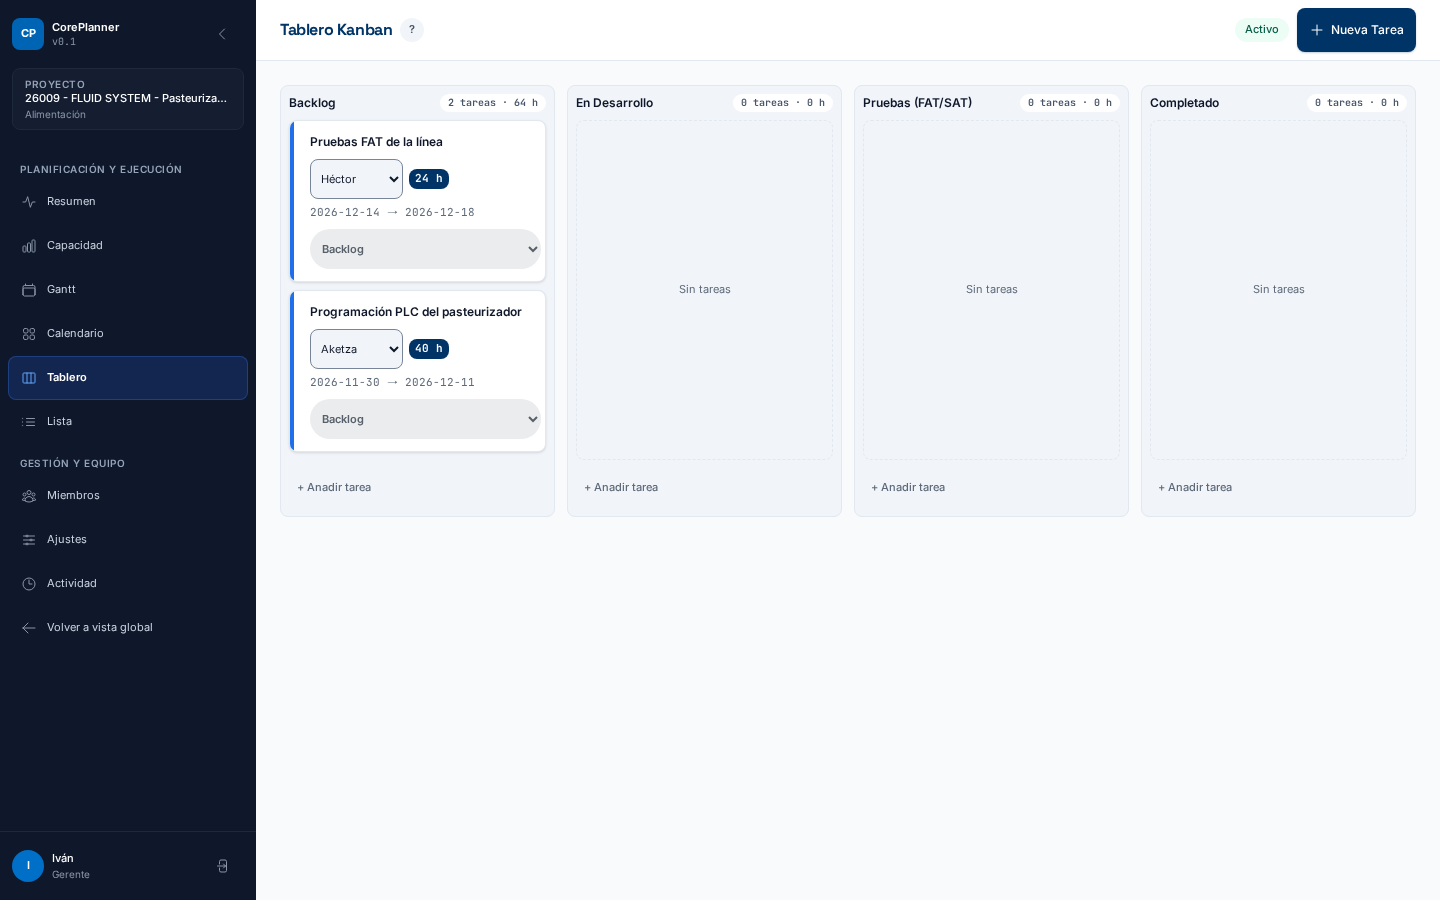 CP
CorePlanner
v0.1
PROYECTO
26009 - FLUID SYSTEM - Pasteuriza...
Alimentación
PLANIFICACIÓN Y EJECUCIÓN
Resumen
Capacidad
Gantt
Calendario
Tablero
Lista
GESTIÓN Y EQUIPO
Miembros
Ajustes
Actividad
Volver a vista global
I
Iván
Gerente
Tablero Kanban ?
Activo
Nueva Tarea
Backlog 2 tareas · 64 h
Pruebas FAT de la línea
Héctor 24 h
2026-12-14 → 2026-12-18
Backlog
Programación PLC del pasteurizador
Aketza 40 h
2026-11-30 → 2026-12-11
Backlog
+ Anadir tarea
En Desarrollo 0 tareas · 0 h
Sin tareas
+ Anadir tarea
Pruebas (FAT/SAT) 0 tareas · 0 h
Sin tareas
+ Anadir tarea
Completado 0 tareas · 0 h
Sin tareas
+ Anadir tarea